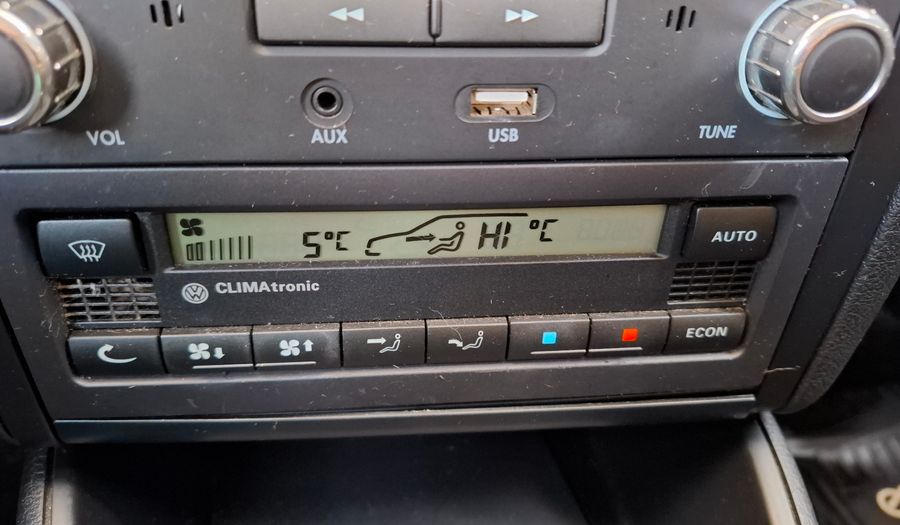 VOL
AUX
USB
TUNE
5°C
HI °C
AUTO
CLIMAtronic
ECON